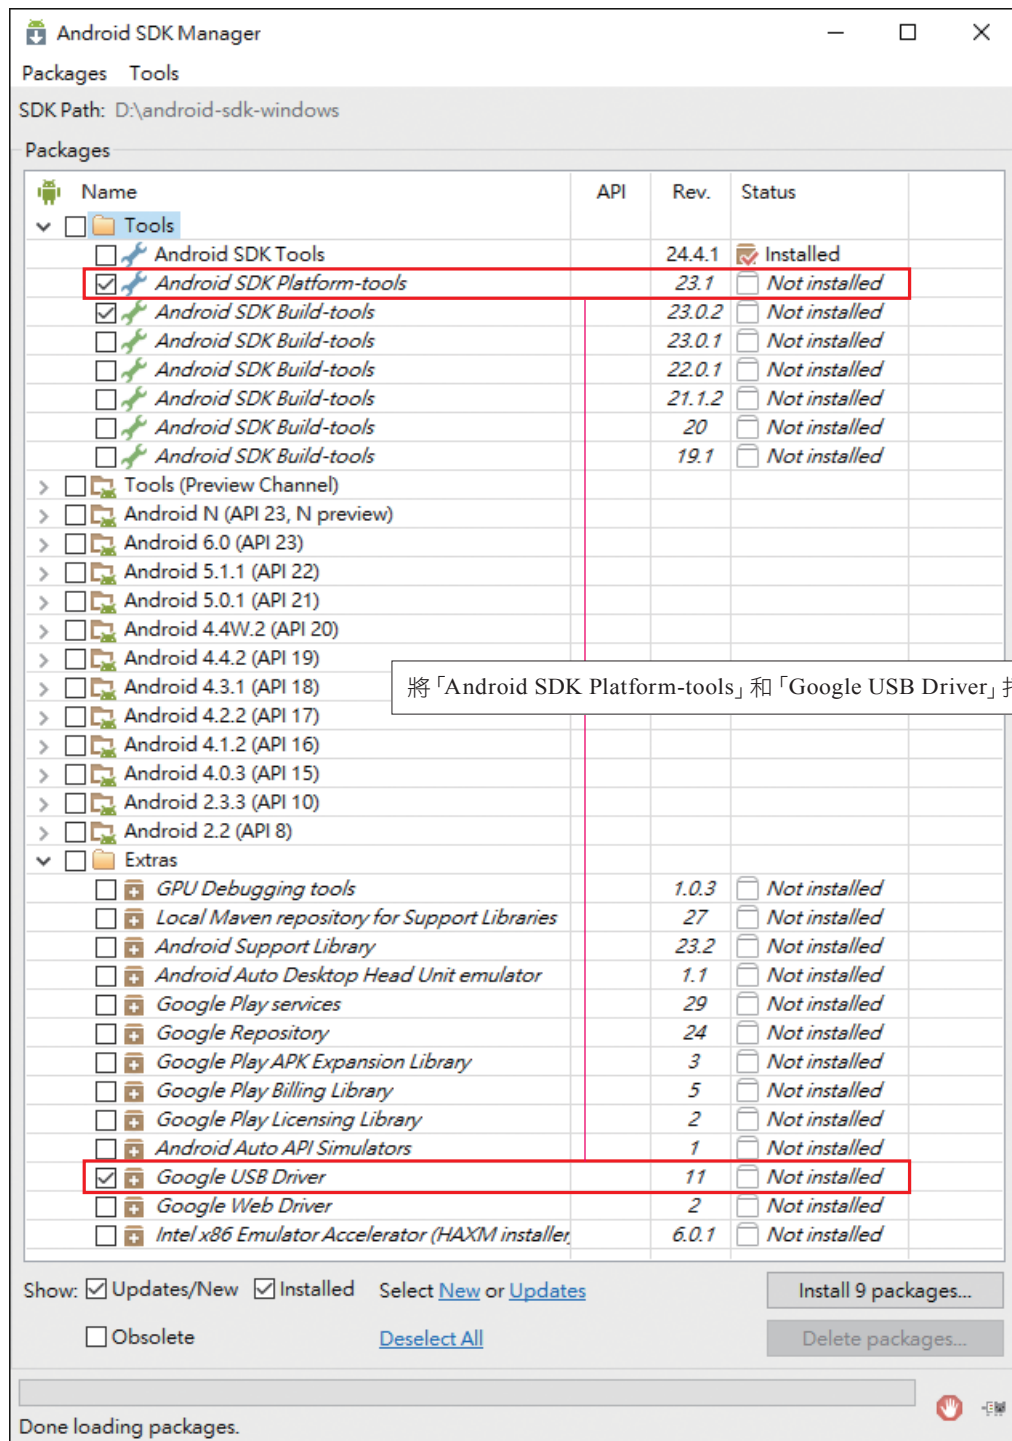 Android SDK Manager
Packages Tools
SDK Path: D:\android-sdk-windows
Packages
Name API Rev. Status
Tools
Android SDK Tools 24.4.1 Installed
Android SDK Platform-tools 23.1 Not installed
Android SDK Build-tools 23.0.2 Not installed
Android SDK Build-tools 23.0.1 Not installed
Android SDK Build-tools 22.0.1 Not installed
Android SDK Build-tools 21.1.2 Not installed
Android SDK Build-tools 20 Not installed
Android SDK Build-tools 19.1 Not installed
Tools (Preview Channel)
Android N (API 23, N preview)
Android 6.0 (API 23)
Android 5.1.1 (API 22)
Android 5.0.1 (API 21)
Android 4.4W.2 (API 20)
Android 4.4.2 (API 19)
Android 4.3.1 (API 18)
將「Android SDK Platform-tools」和「Google USB Driver」
Android 4.2.2 (API 17)
Android 4.1.2 (API 16)
Android 4.0.3 (API 15)
Android 2.3.3 (API 10)
Android 2.2 (API 8)
Extras
GPU Debugging tools 1.0.3 Not installed
Local Maven repository for Support Libraries 27 Not installed
Android Support Library 23.2 Not installed
Android Auto Desktop Head Unit emulator 1.1 Not installed
Google Play services 29 Not installed
Google Repository 24 Not installed
Google Play APK Expansion Library 3 Not installed
Google Play Billing Library 5 Not installed
Google Play Licensing Library 2 Not installed
Android Auto API Simulators 1 Not installed
Google USB Driver 11 Not installed
Google Web Driver 2 Not installed
Intel x86 Emulator Accelerator (HAXM installer 6.0.1 Not installed
Show: Updates/New Installed Select New or Updates Install 9 packages...
Obsolete Deselect All Delete packages...
Done loading packages.